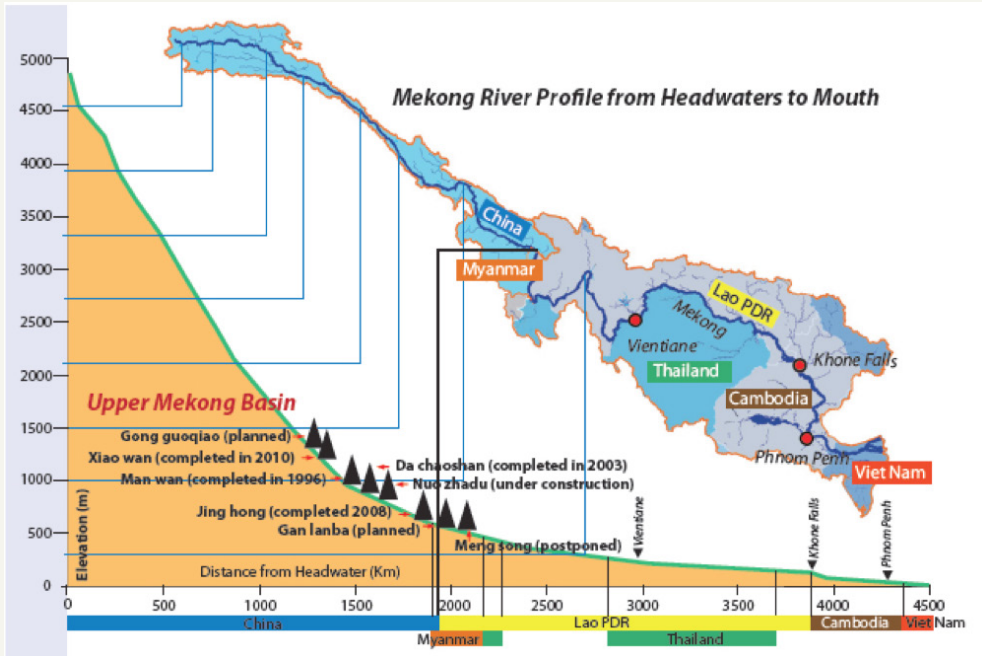 Mekong River Profile from Headwaters to Mouth
5000
4500
4000
3500
3000
2500
2000
1500
1000
500
0
Elevation (m)
China
Myanmar
Lao PDR
Mekong
Vientiane
Thailand
Khone Falls
Cambodia
Phnom Penh
Viet Nam
Upper Mekong Basin
Gong guoqiao (planned)
Xiao wan (completed in 2010)
Man wan (completed in 1996)
Da chaoshan (completed in 2003)
Nuo zhadu (under construction)
Jing hong (completed 2008)
Gan lanba (planned)
Meng song (postponed)
Vientiane
Khone Falls
Phnom Penh
Distance from Headwater (Km)
0 500 1000 1500 2000 2500 3000 3500 4000 4500
China Lao PDR Cambodia Viet Nam
Myanmar Thailand